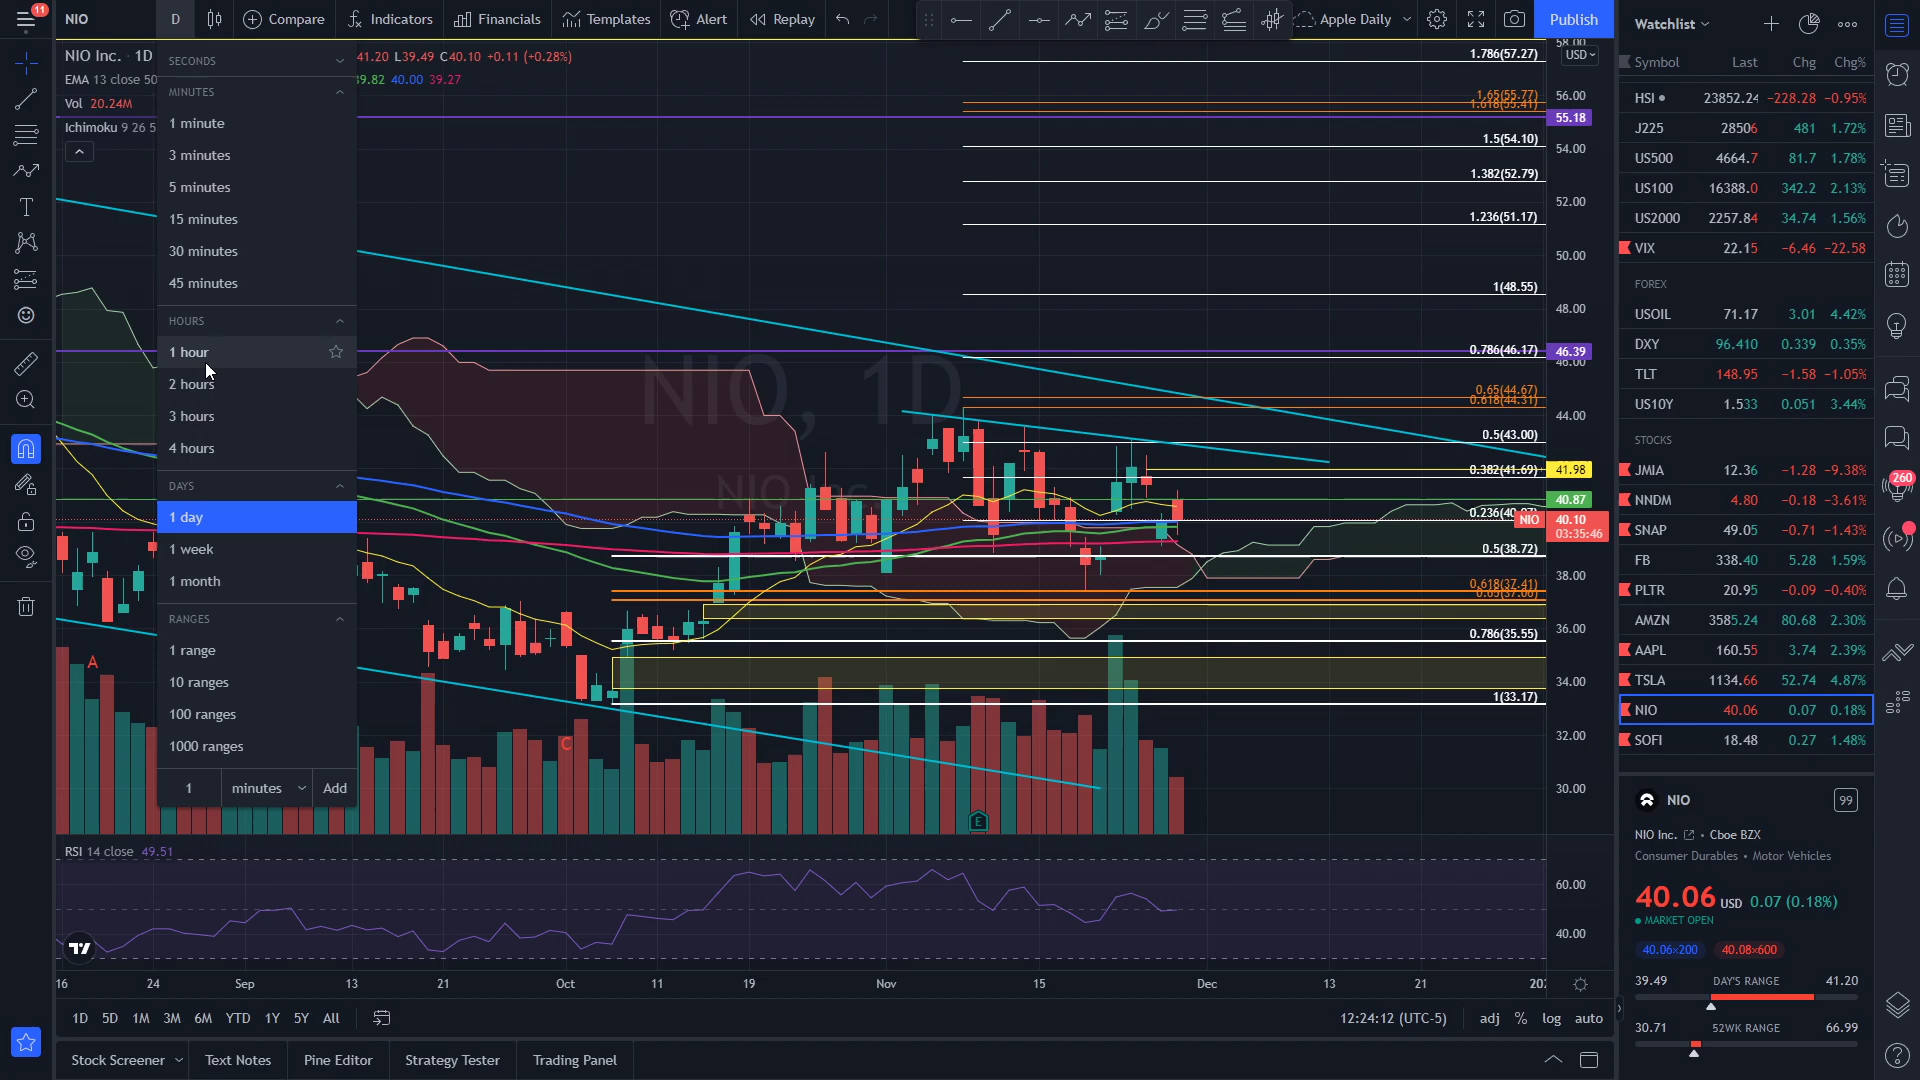 11
NIO
D
Compare
Indicators
Financials
Templates
Alert
Replay
Apple Daily
Publish
NIO Inc. 1D
41.20 L39.49 C40.10 +0.11 (+0.28%)
EMA 13 close 50
39.82 40.00 39.27
Vol 20.24M
Ichimoku 9 26 5
SECONDS
MINUTES
1 minute
3 minutes
5 minutes
15 minutes
30 minutes
45 minutes
HOURS
1 hour
2 hours
3 hours
4 hours
DAYS
1 day
1 week
1 month
RANGES
1 range
10 ranges
100 ranges
1000 ranges
1 minutes Add
A
C
E
NIO, 1D
NIO Inc.
1.786(57.27)
1.65(55.77)
1.618(55.41)
1.5(54.10)
1.382(52.79)
1.236(51.17)
1(48.55)
0.786(46.17)
0.65(44.67)
0.618(44.31)
0.5(43.00)
0.382(41.69)
0.5(38.72)
0.618(37.41)
0.786(35.55)
1(33.17)
58.00
USD
56.00
55.18
54.00
52.00
50.00
48.00
46.39
46.00
44.00
41.98
40.87
NIO 40.10
03:35:46
38.00
36.00
34.00
32.00
30.00
RSI 14 close 49.51
60.00
40.00
16 24 Sep 13 21 Oct 11 19 Nov 15 Dec 13 21 202
1D 5D 1M 3M 6M YTD 1Y 5Y All
12:24:12 (UTC-5) adj % log auto
Stock Screener Text Notes Pine Editor Strategy Tester Trading Panel
Watchlist
Symbol Last Chg Chg%
HSI 23852.24 −228.28 −0.95%
J225 28506 481 1.72%
US500 4664.7 81.7 1.78%
US100 16388.0 342.2 2.13%
US2000 2257.84 34.74 1.56%
VIX 22.15 −6.46 −22.58
FOREX
USOIL 71.17 3.01 4.42%
DXY 96.410 0.339 0.35%
TLT 148.95 −1.58 −1.05%
US10Y 1.533 0.051 3.44%
STOCKS
JMIA 12.36 −1.28 −9.38%
NNDM 4.80 −0.18 −3.61%
SNAP 49.05 −0.71 −1.43%
FB 338.40 5.28 1.59%
PLTR 20.95 −0.09 −0.40%
AMZN 3585.24 80.68 2.30%
AAPL 160.55 3.74 2.39%
TSLA 1134.66 52.74 4.87%
NIO 40.06 0.07 0.18%
SOFI 18.48 0.27 1.48%
NIO
99
NIO Inc. • Cboe BZX
Consumer Durables • Motor Vehicles
40.06 USD 0.07 (0.18%)
MARKET OPEN
40.06×200 40.08×600
39.49 DAY'S RANGE 41.20
30.71 52WK RANGE 66.99
260